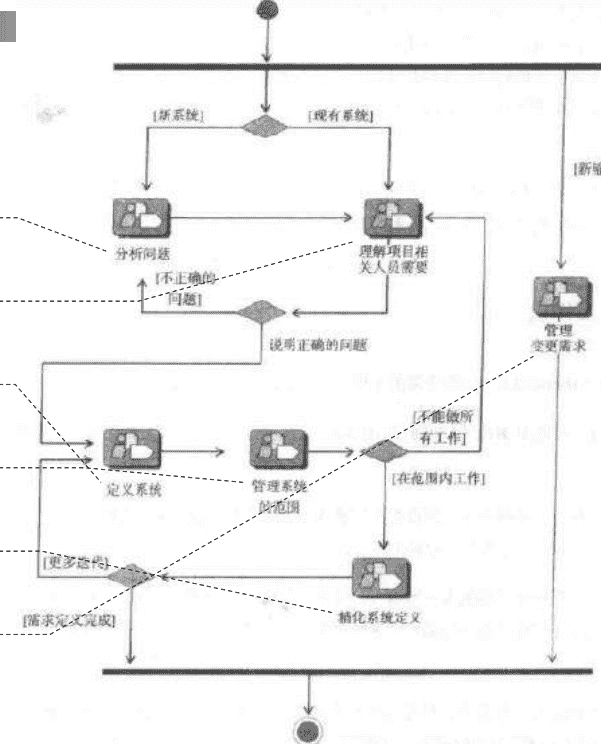 [新系统]
[现有系统]
[新输
分析问题
理解项目相
关人员需要
[不正确的
问题]
管理
变更需求
说明正确的问题
[不能做所
有工作]
定义系统
管理系统
的范围
[在范围内工作]
[更多迭代]
[需求定义完成]
精化系统定义